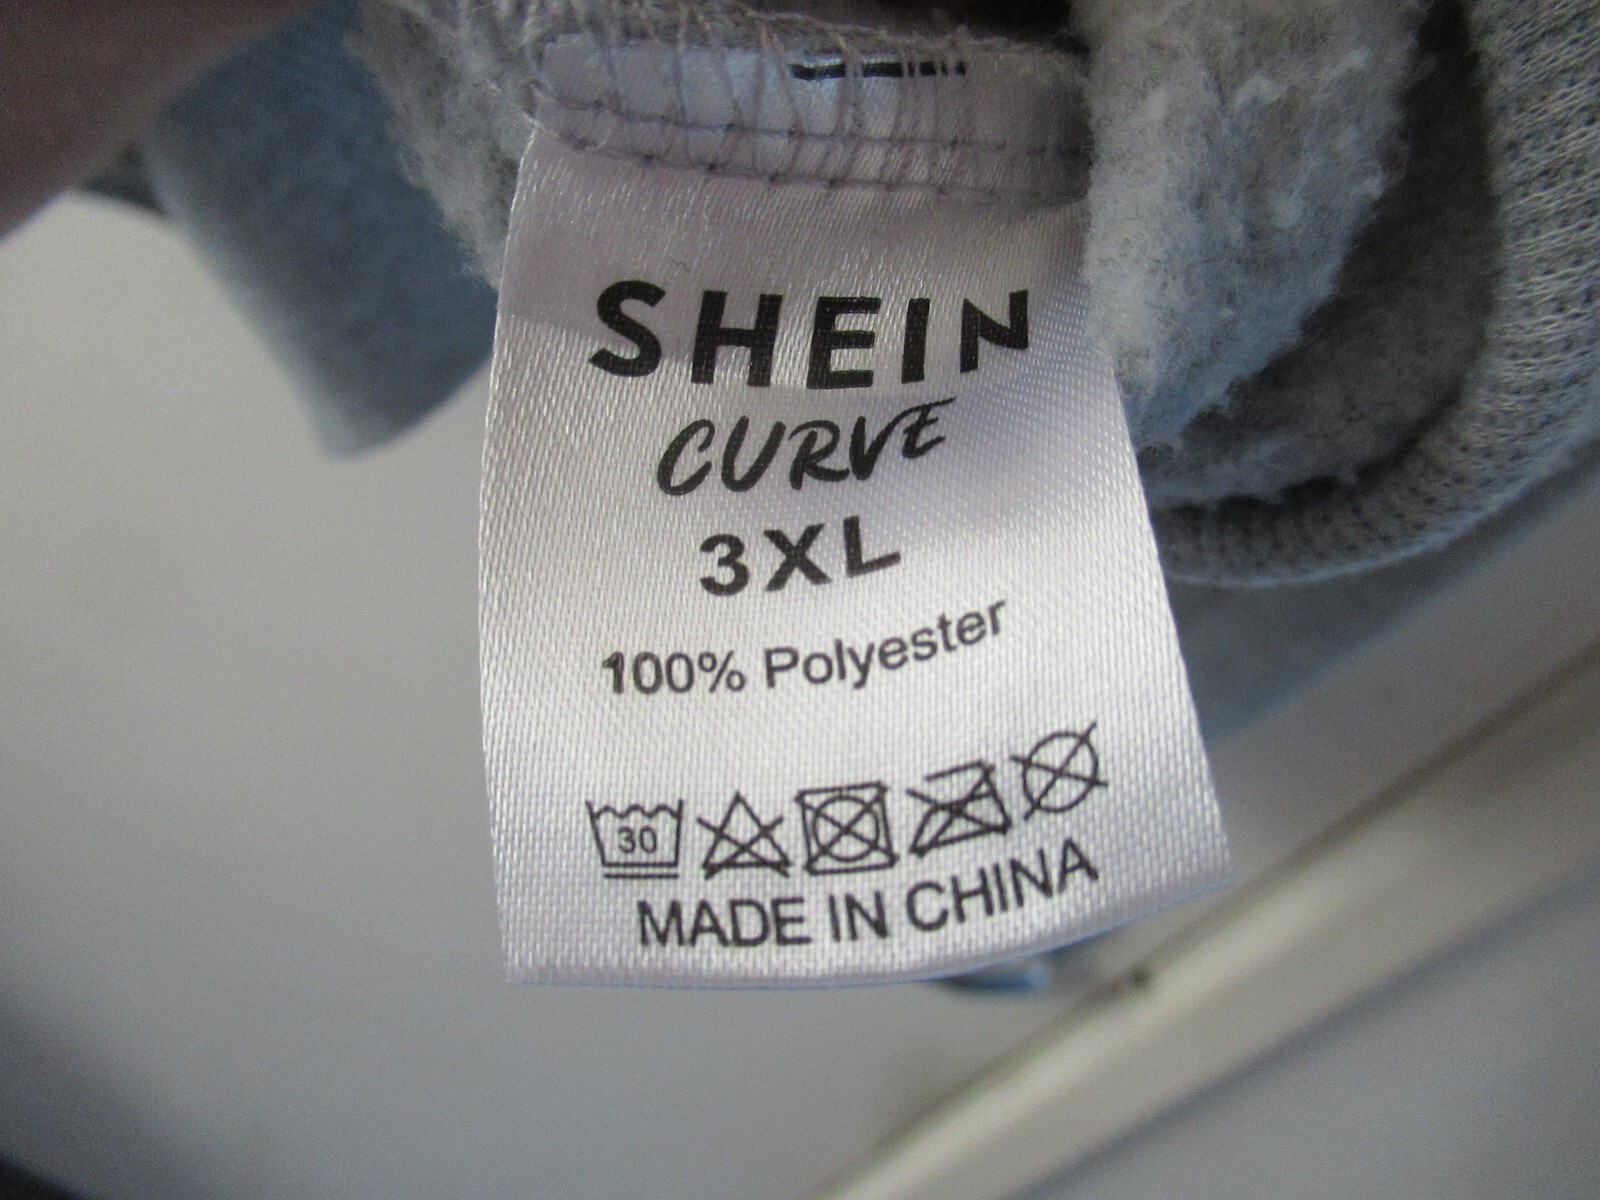 SHEIN
CURVE
3XL
100% Polyester
30
MADE IN CHINA